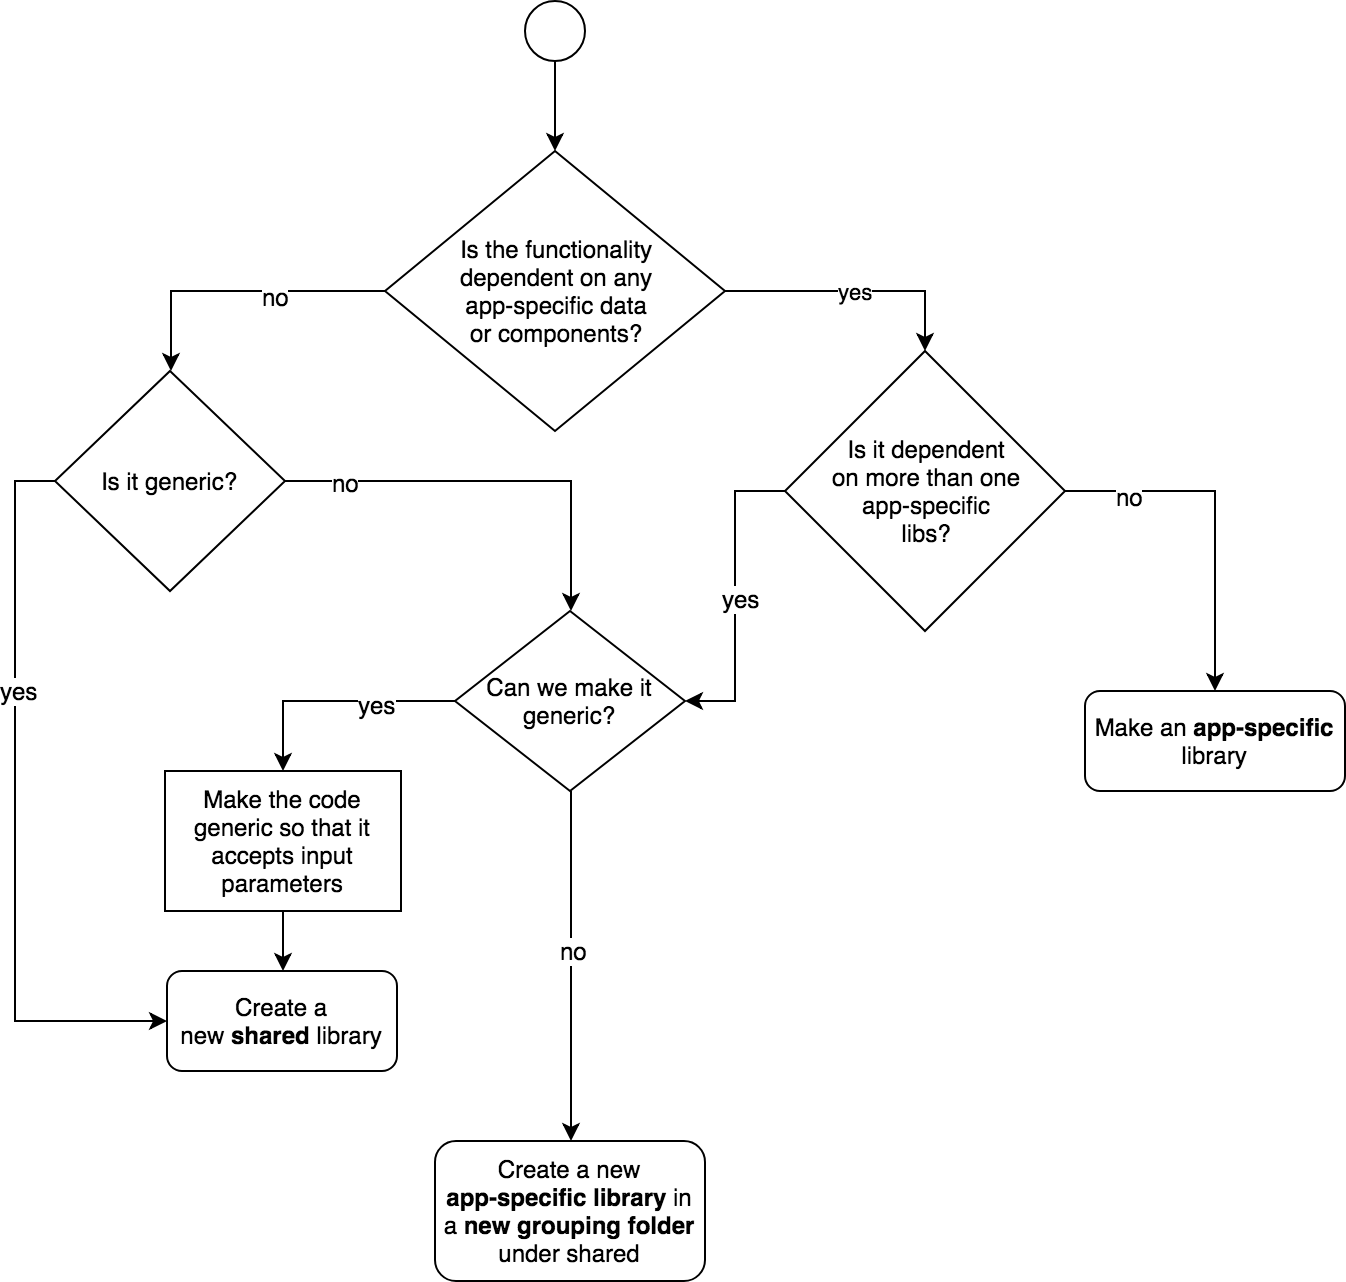 Is the functionality
dependent on any
app-specific data
or components?
no
yes
Is it generic?
no
Is it dependent
on more than one
app-specific
libs?
no
yes
yes
Can we make it
generic?
yes
Make an app-specific
library
Make the code
generic so that it
accepts input
parameters
no
Create a
new shared library
Create a new
app-specific library in
a new grouping folder
under shared